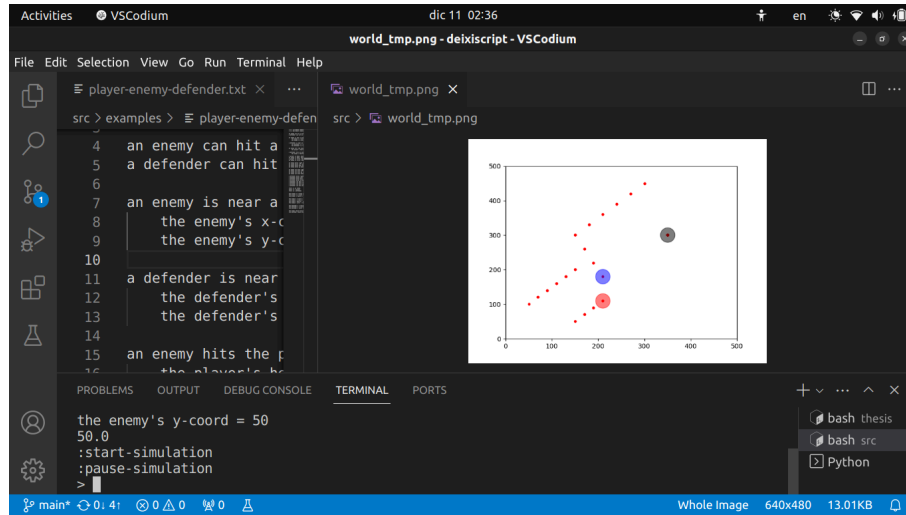 Activities VSCodium dic 11 02:36 en
world_tmp.png - deixiscript - VSCodium
File Edit Selection View Go Run Terminal Help
player-enemy-defender.txt × ··· world_tmp.png ×
src > examples > player-enemy-defen src > world_tmp.png
4 an enemy can hit a
5 a defender can hit
6
7 an enemy is near a
8 the enemy's x-c
9 the enemy's y-c
10
11 a defender is near
12 the defender's
13 the defender's
14
15 an enemy hits the p
500
400
300
200
100
0
0 100 200 300 400 500
PROBLEMS OUTPUT DEBUG CONSOLE TERMINAL PORTS
the enemy's y-coord = 50
50.0
:start-simulation
:pause-simulation
>
bash thesis
bash src
Python
1
main* 0↓ 4↑ 0 0 0 Whole Image 640x480 13.01KB